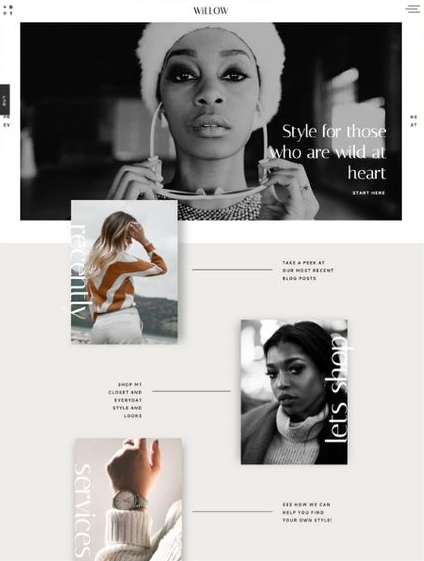 WiLLOW
Style for those
who are wild at
heart
START HERE
recently
TAKE A PEEK AT
OUR MOST RECENT
BLOG POSTS
lets shop
SHOP MY
CLOSET AND
EVERYDAY
STYLE AND
LOOKS
services
SEE HOW WE CAN
HELP YOU FIND
YOUR OWN STYLE!